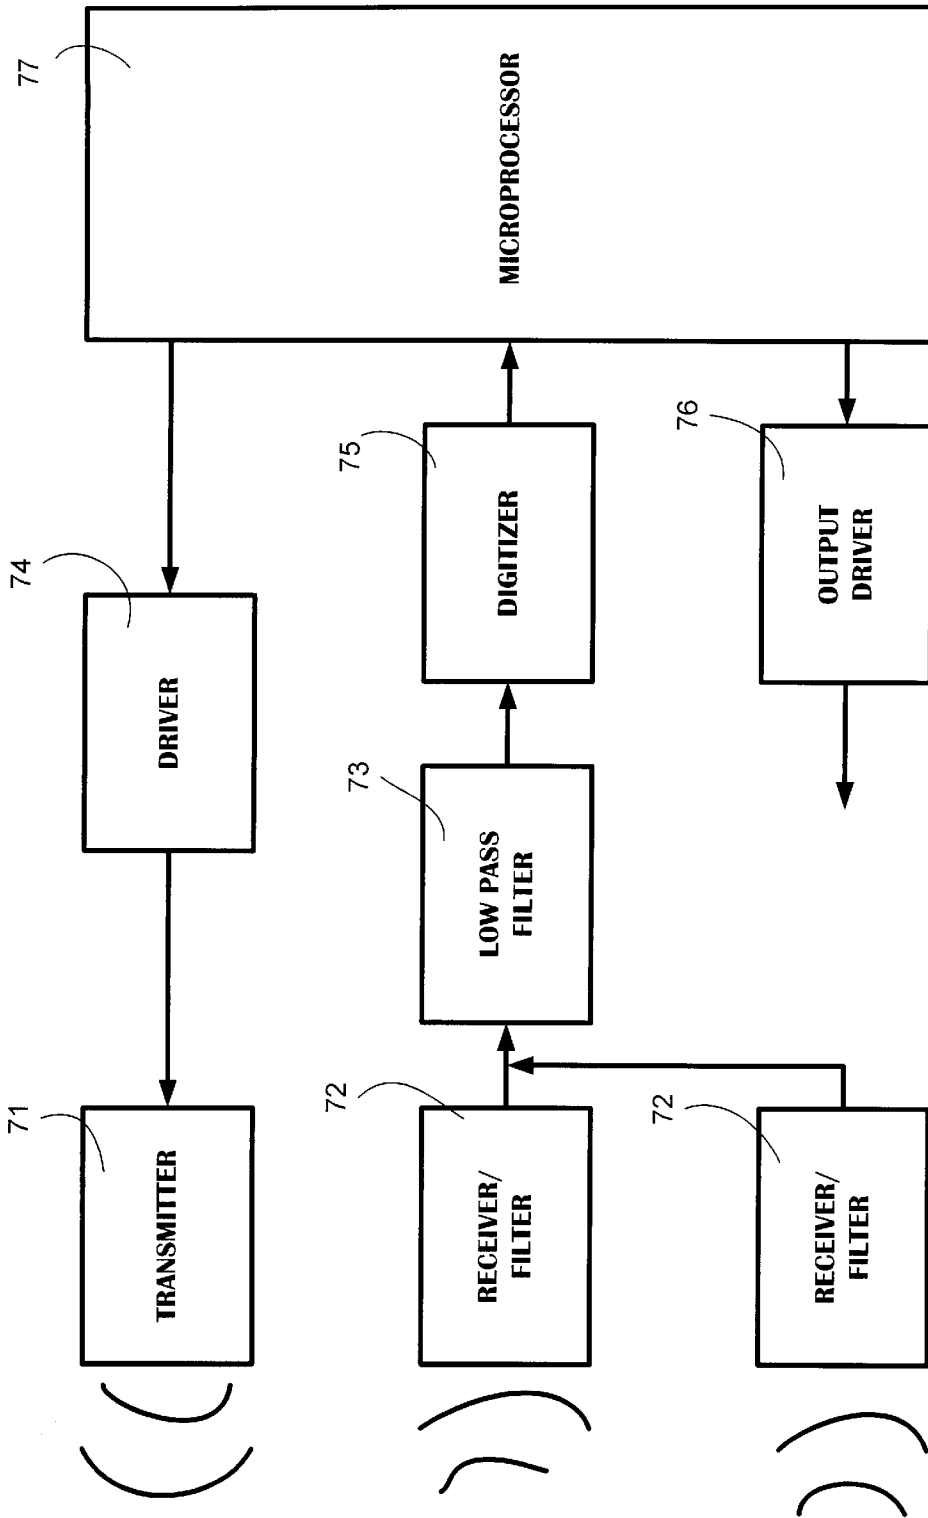 71
TRANSMITTER
74
DRIVER
77
MICROPROCESSOR
72
RECEIVER/
FILTER
73
LOW PASS
FILTER
75
DIGITIZER
72
RECEIVER/
FILTER
76
OUTPUT
DRIVER